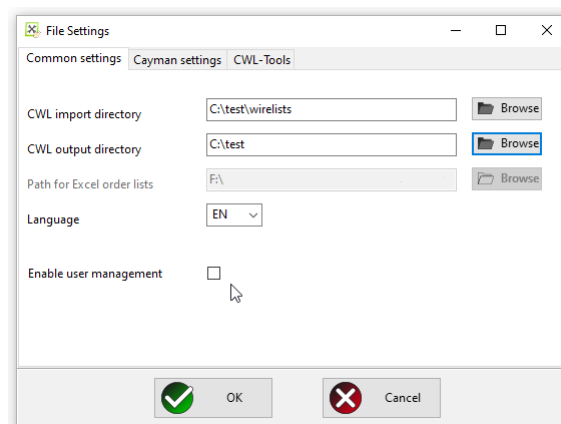 File Settings
Common settings Cayman settings CWL-Tools
CWL import directory C:\test\wirelists Browse
CWL output directory C:\test Browse
Path for Excel order lists F:\ Browse
Language EN
Enable user management
OK Cancel